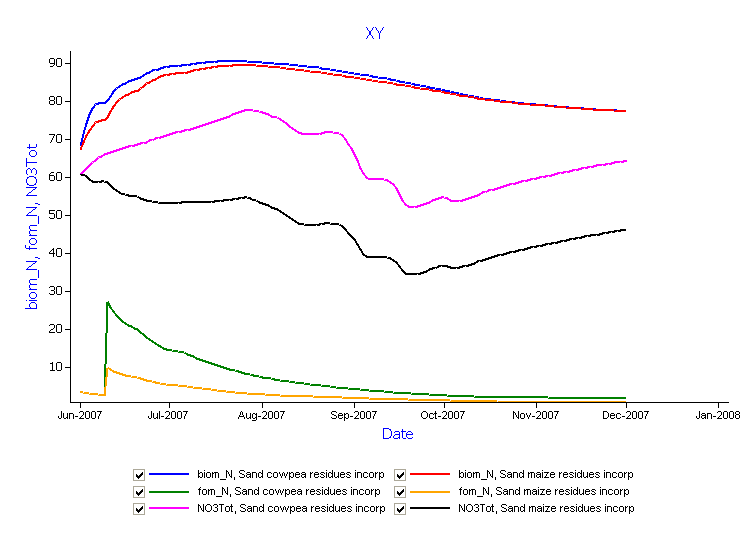 XY
biom_N, fom_N, NO3Tot
90
80
70
60
50
40
30
20
10
Jun-2007 Jul-2007 Aug-2007 Sep-2007 Oct-2007 Nov-2007 Dec-2007 Jan-2008
Date
biom_N, Sand cowpea residues incorp biom_N, Sand maize residues incorp
fom_N, Sand cowpea residues incorp fom_N, Sand maize residues incorp
NO3Tot, Sand cowpea residues incorp NO3Tot, Sand maize residues incorp